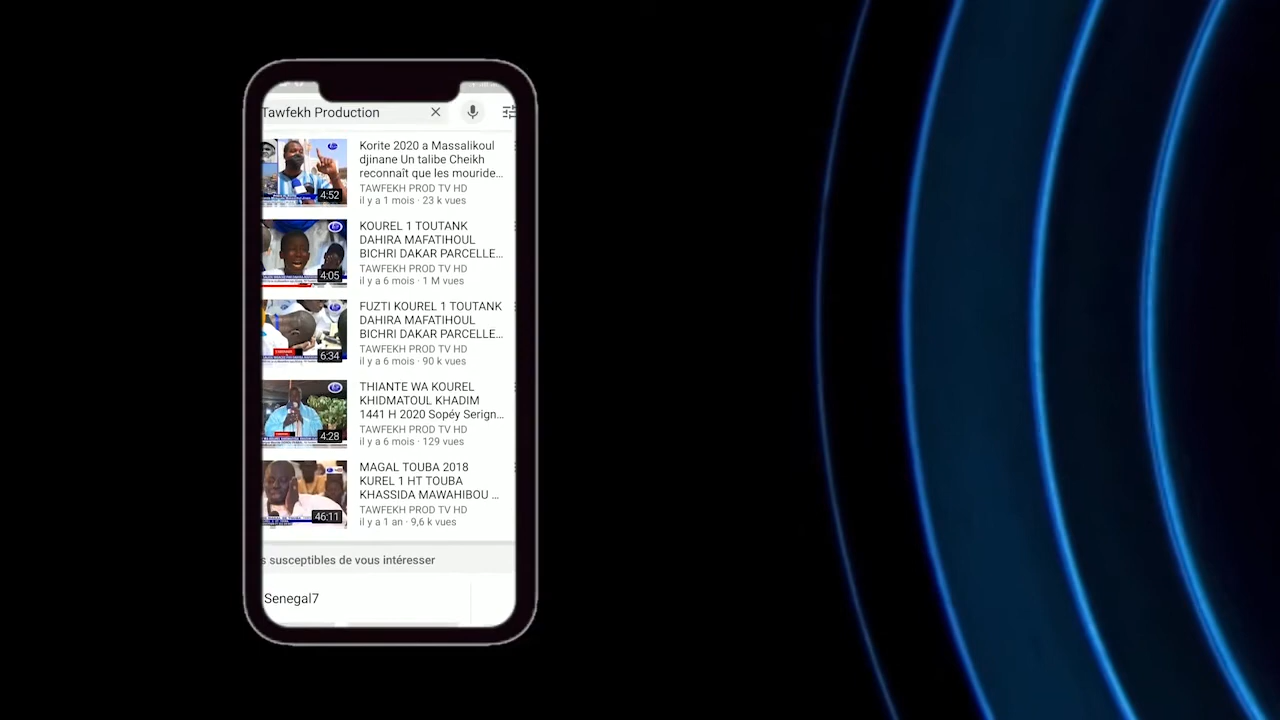 Tawfekh Production
Korite 2020 a Massalikoul
djinane Un talibe Cheikh
reconnaît que les mouride...
TAWFEKH PROD TV HD
il y a 1 mois · 23 k vues
4:52
KOUREL 1 TOUTANK
DAHIRA MAFATIHOUL
BICHRI DAKAR PARCELLE...
TAWFEKH PROD TV HD
il y a 6 mois · 1 M vues
4:05
FUZTI KOUREL 1 TOUTANK
DAHIRA MAFATIHOUL
BICHRI DAKAR PARCELLE...
TAWFEKH PROD TV HD
il y a 6 mois · 90 k vues
6:34
THIANTE WA KOUREL
KHIDMATOUL KHADIM
1441 H 2020 Sopéy Serign...
TAWFEKH PROD TV HD
il y a 6 mois · 129 vues
4:28
MAGAL TOUBA 2018
KUREL 1 HT TOUBA
KHASSIDA MAWAHIBOU ...
TAWFEKH PROD TV HD
il y a 1 an · 9,6 k vues
46:11
s susceptibles de vous intéresser
Senegal7